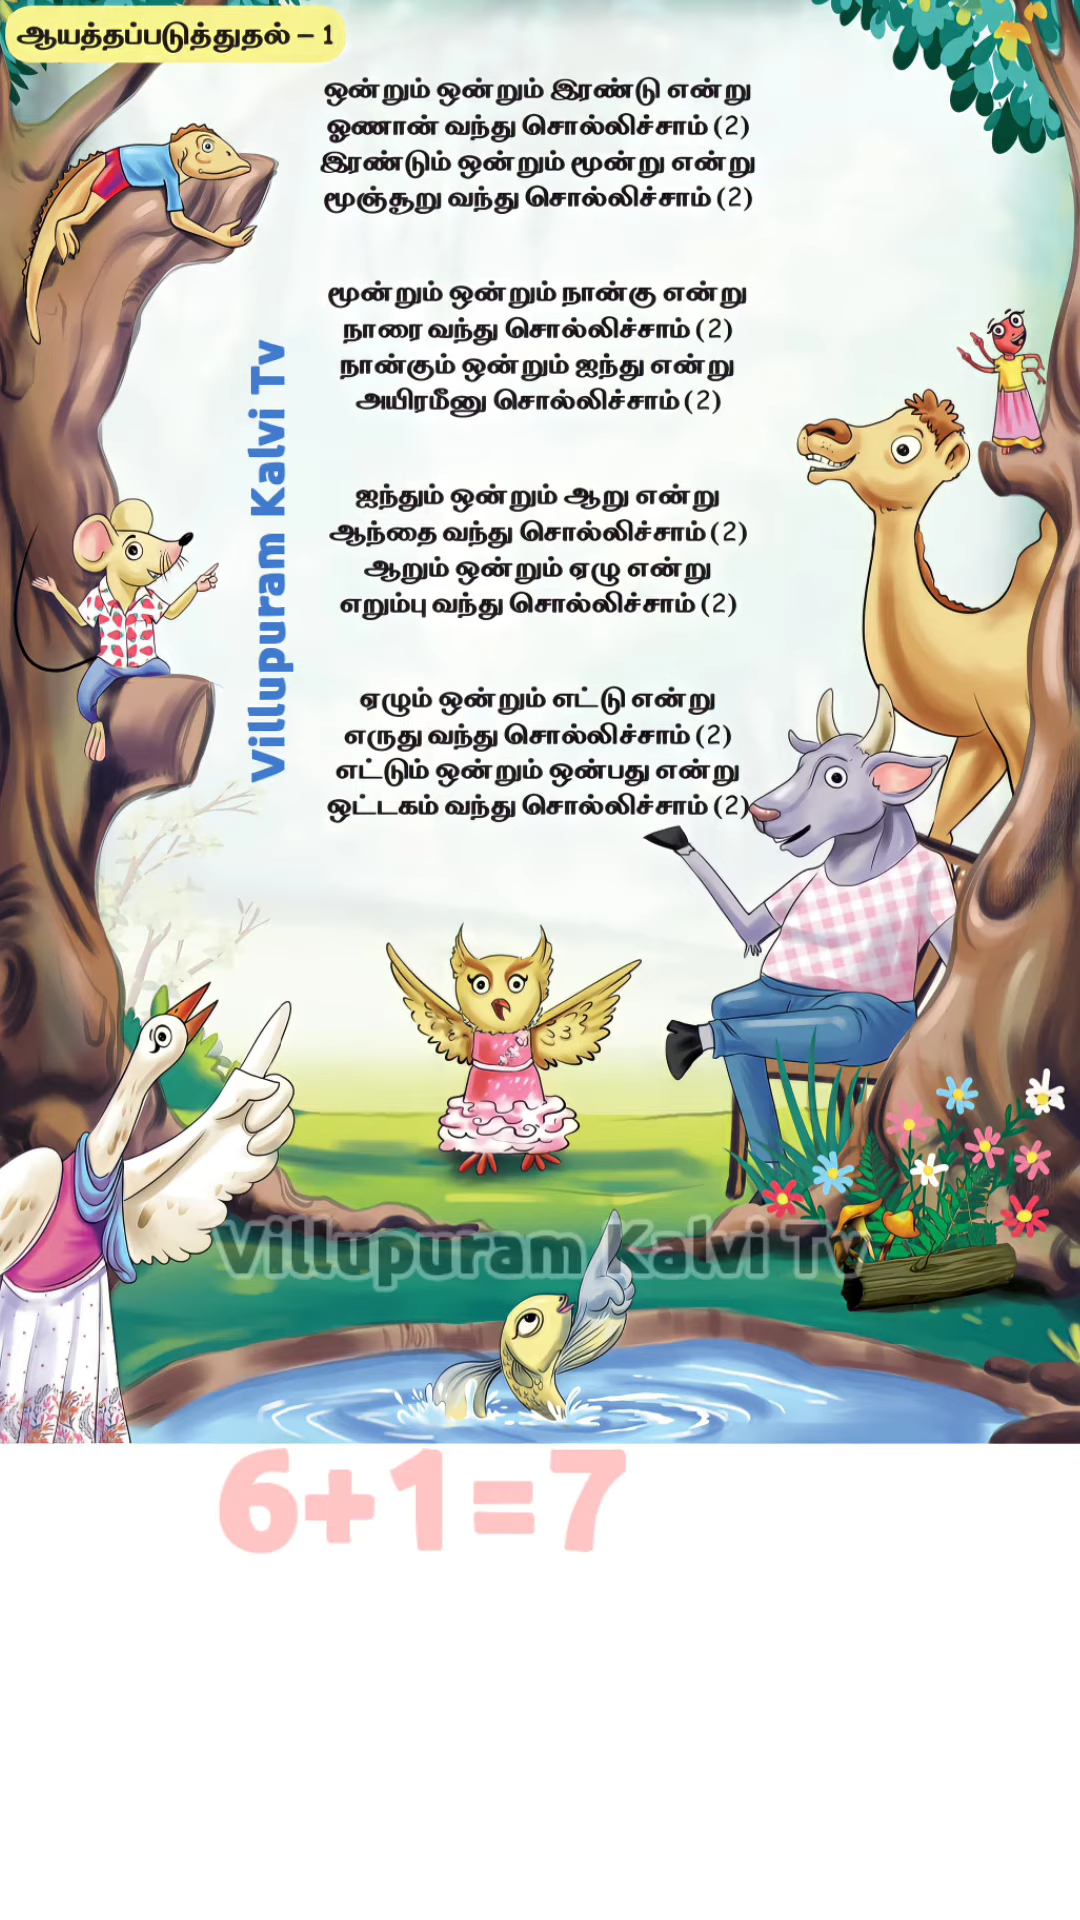 ஆயத்தப்படுத்துதல் – 1
ஒன்றும் ஒன்றும் இரண்டு என்று
ஓணான் வந்து சொல்லிச்சாம் (2)
இரண்டும் ஒன்றும் மூன்று என்று
மூஞ்சூறு வந்து சொல்லிச்சாம் (2)
மூன்றும் ஒன்றும் நான்கு என்று
நாரை வந்து சொல்லிச்சாம் (2)
நான்கும் ஒன்றும் ஐந்து என்று
அயிரமீனு சொல்லிச்சாம் (2)
ஐந்தும் ஒன்றும் ஆறு என்று
ஆந்தை வந்து சொல்லிச்சாம் (2)
ஆறும் ஒன்றும் ஏழு என்று
எறும்பு வந்து சொல்லிச்சாம் (2)
ஏழும் ஒன்றும் எட்டு என்று
எருது வந்து சொல்லிச்சாம் (2)
எட்டும் ஒன்றும் ஒன்பது என்று
ஒட்டகம் வந்து சொல்லிச்சாம் (2)
Villupuram Kalvi Tv
Villupuram Kalvi Tv
6+1=7